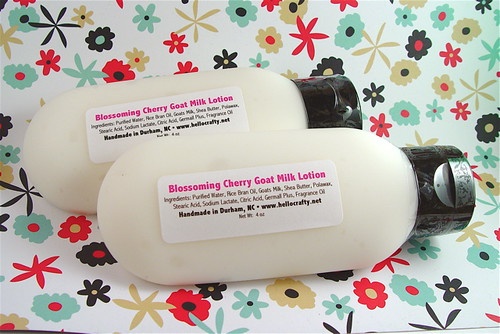 Blossoming Cherry Goat Milk Lotion
Ingredients: Purified Water, Rice Bran Oil, Goats Milk, Shea Butter, Polawax,
Stearic Acid, Sodium Lactate, Citric Acid, Germall Plus, Fragrance Oil
Handmade in Durham, NC • www.hellocrafty.net
Net Wt. 4 oz
Blossoming Cherry Goat Milk Lotion
Ingredients: Purified Water, Rice Bran Oil, Goats Milk, Shea Butter, Polawax,
Stearic Acid, Sodium Lactate, Citric Acid, Germall Plus, Fragrance Oil
Handmade in Durham, NC • www.hellocrafty.net
Net Wt. 4 oz